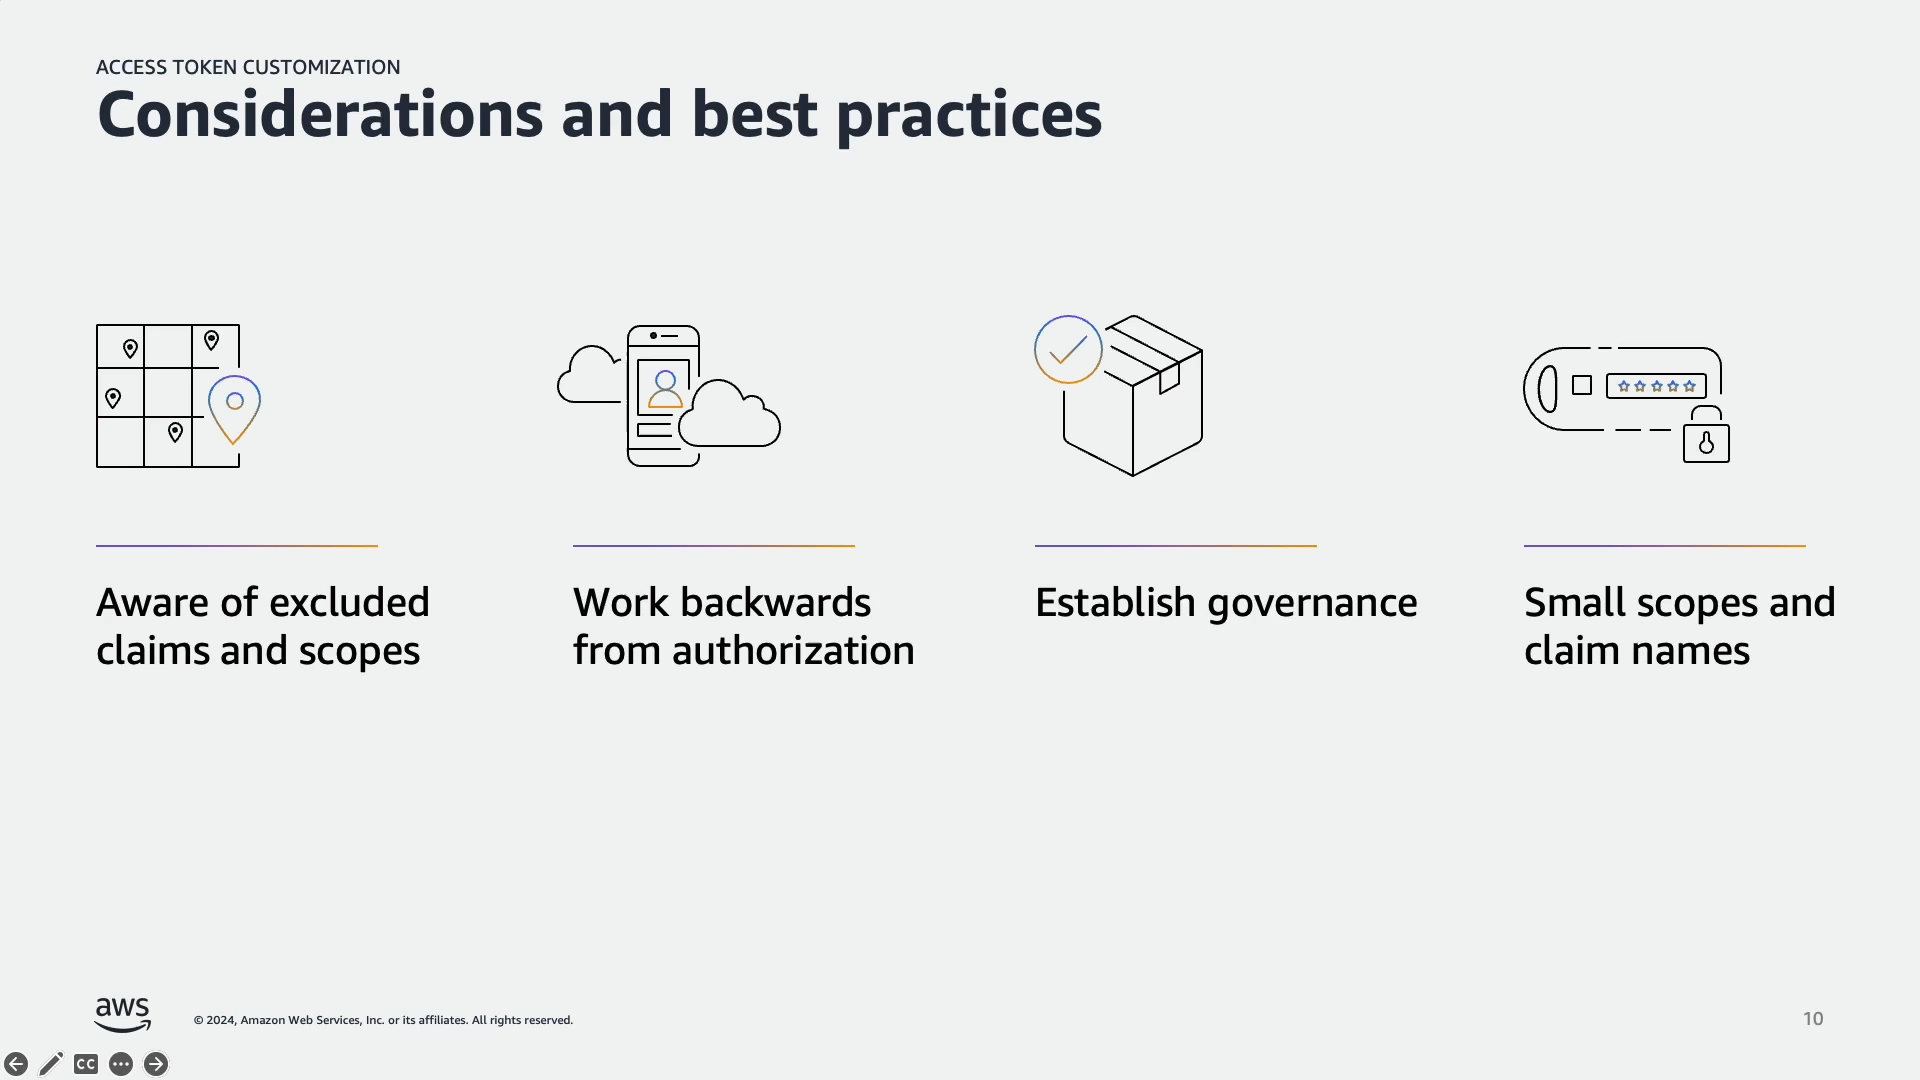 ACCESS TOKEN CUSTOMIZATION
Considerations and best practices
Aware of excluded
claims and scopes
Work backwards
from authorization
Establish governance
Small scopes and
claim names
aws
© 2024, Amazon Web Services, Inc. or its affiliates. All rights reserved.
10
CC